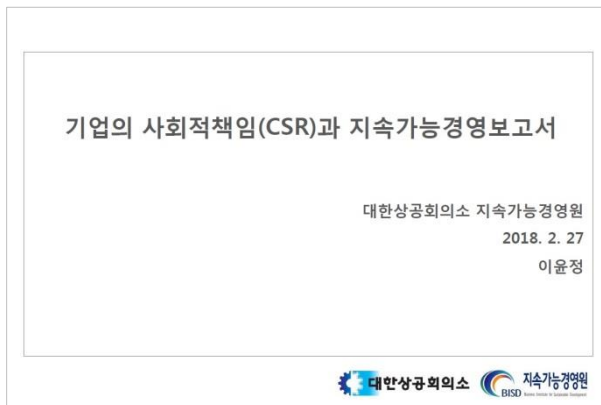 기업의 사회적책임(CSR)과 지속가능경영보고서
대한상공회의소 지속가능경영원
2018. 2. 27
이윤정
대한상공회의소
지속가능경영원
BISD